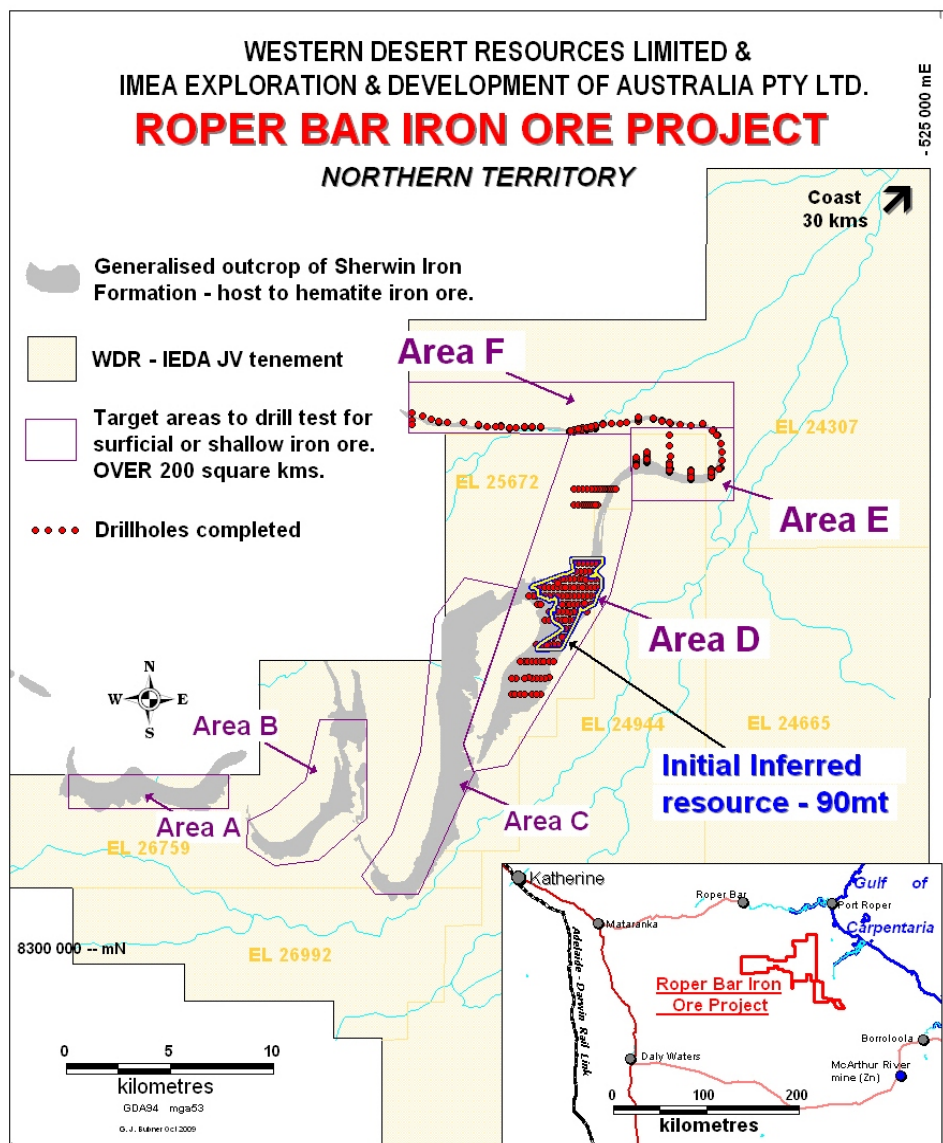 WESTERN DESERT RESOURCES LIMITED &
IMEA EXPLORATION & DEVELOPMENT OF AUSTRALIA PTY LTD.
ROPER BAR IRON ORE PROJECT
NORTHERN TERRITORY
- 525 000 mE
Coast
30 kms
Generalised outcrop of Sherwin Iron
Formation - host to hematite iron ore.
WDR - IEDA JV tenement
Target areas to drill test for
surficial or shallow iron ore.
OVER 200 square kms.
Drillholes completed
Area F
EL 24307
EL 25672
Area E
Area D
N
W E
S
Area B
EL 24944
EL 24665
Initial Inferred
resource - 90mt
Area A
Area C
EL 26759
8300 000 -- mN
EL 26992
0 5 10
kilometres
GDA94 mga53
G. J. Bubner Oct 2009
Katherine
Roper Bar
Gulf of
Port Roper
Mataranka
Carpentaria
Adelaide - Darwin Rail Link
Roper Bar Iron
Ore Project
Borroloola
Daly Waters
McArthur River
mine (Zn)
0 100 200
kilometres